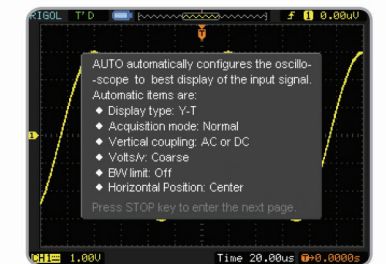 RIGOL T'D f 1 0.00uV
AUTO automatically configures the oscillo-
-scope to best display of the input signal.
Automatic items are:
◆ Display type: Y-T
◆ Acquisition mode: Normal
◆ Vertical coupling: AC or DC
◆ Volts/v: Coarse
◆ BW limit: Off
◆ Horizontal Position: Center
Press STOP key to enter the next page.
CH1 1.00V Time 20.00us T→0.0000s